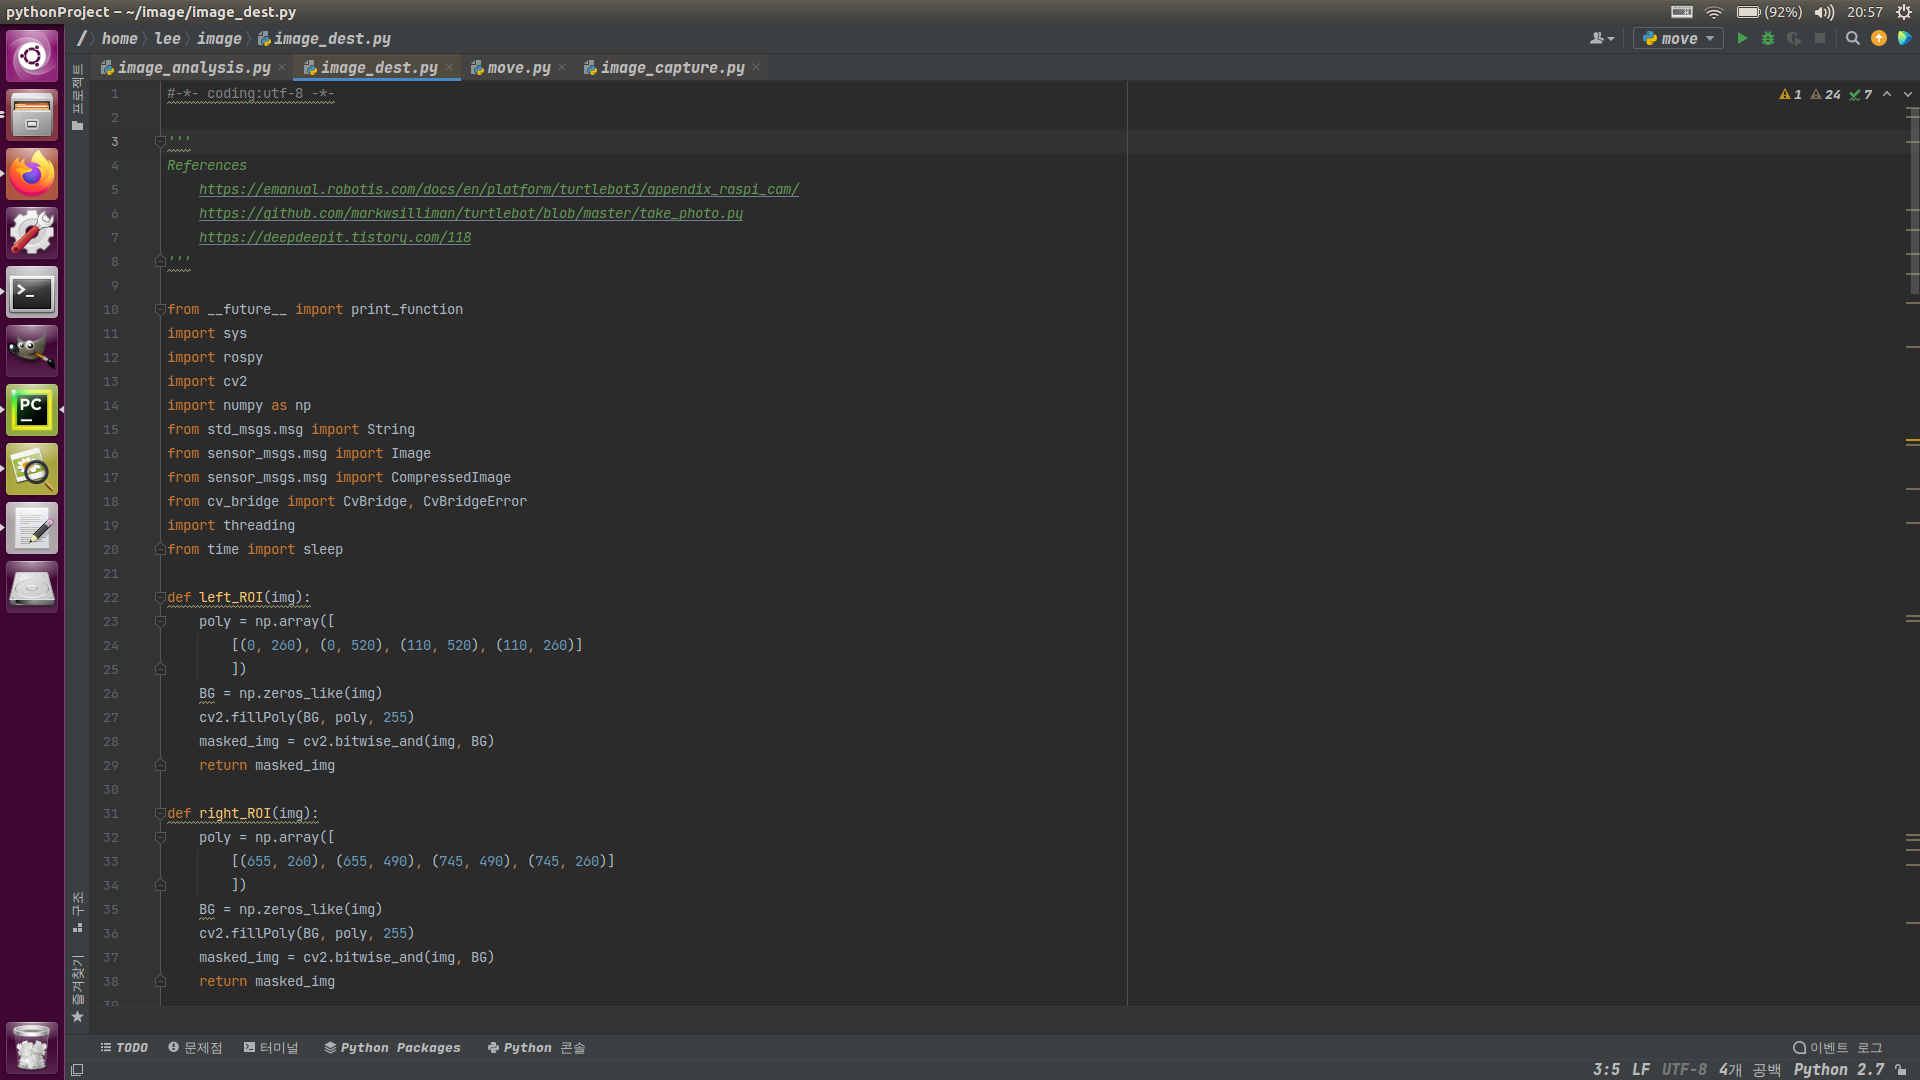 pythonProject – ~/image/image_dest.py
(92%) 20:57
/ home lee image image_dest.py
move
image_analysis.py image_dest.py move.py image_capture.py
프로젝트
1 24 7
1 #-*- coding:utf-8 -*-
2
3 '''
4 References
5 https://emanual.robotis.com/docs/en/platform/turtlebot3/appendix_raspi_cam/
6 https://github.com/markwsilliman/turtlebot/blob/master/take_photo.py
7 https://deepdeepit.tistory.com/118
8 '''
9
10 from __future__ import print_function
11 import sys
12 import rospy
13 import cv2
14 import numpy as np
15 from std_msgs.msg import String
16 from sensor_msgs.msg import Image
17 from sensor_msgs.msg import CompressedImage
18 from cv_bridge import CvBridge, CvBridgeError
19 import threading
20 from time import sleep
21
22 def left_ROI(img):
23 poly = np.array([
24 [(0, 260), (0, 520), (110, 520), (110, 260)]
25 ])
26 BG = np.zeros_like(img)
27 cv2.fillPoly(BG, poly, 255)
28 masked_img = cv2.bitwise_and(img, BG)
29 return masked_img
30
31 def right_ROI(img):
32 poly = np.array([
33 [(655, 260), (655, 490), (745, 490), (745, 260)]
34 ])
35 BG = np.zeros_like(img)
36 cv2.fillPoly(BG, poly, 255)
37 masked_img = cv2.bitwise_and(img, BG)
38 return masked_img
39
PC
구조
즐겨찾기
TODO 문제점 터미널 Python Packages Python 콘솔 이벤트 로그
3:5 LF UTF-8 4개 공백 Python 2.7